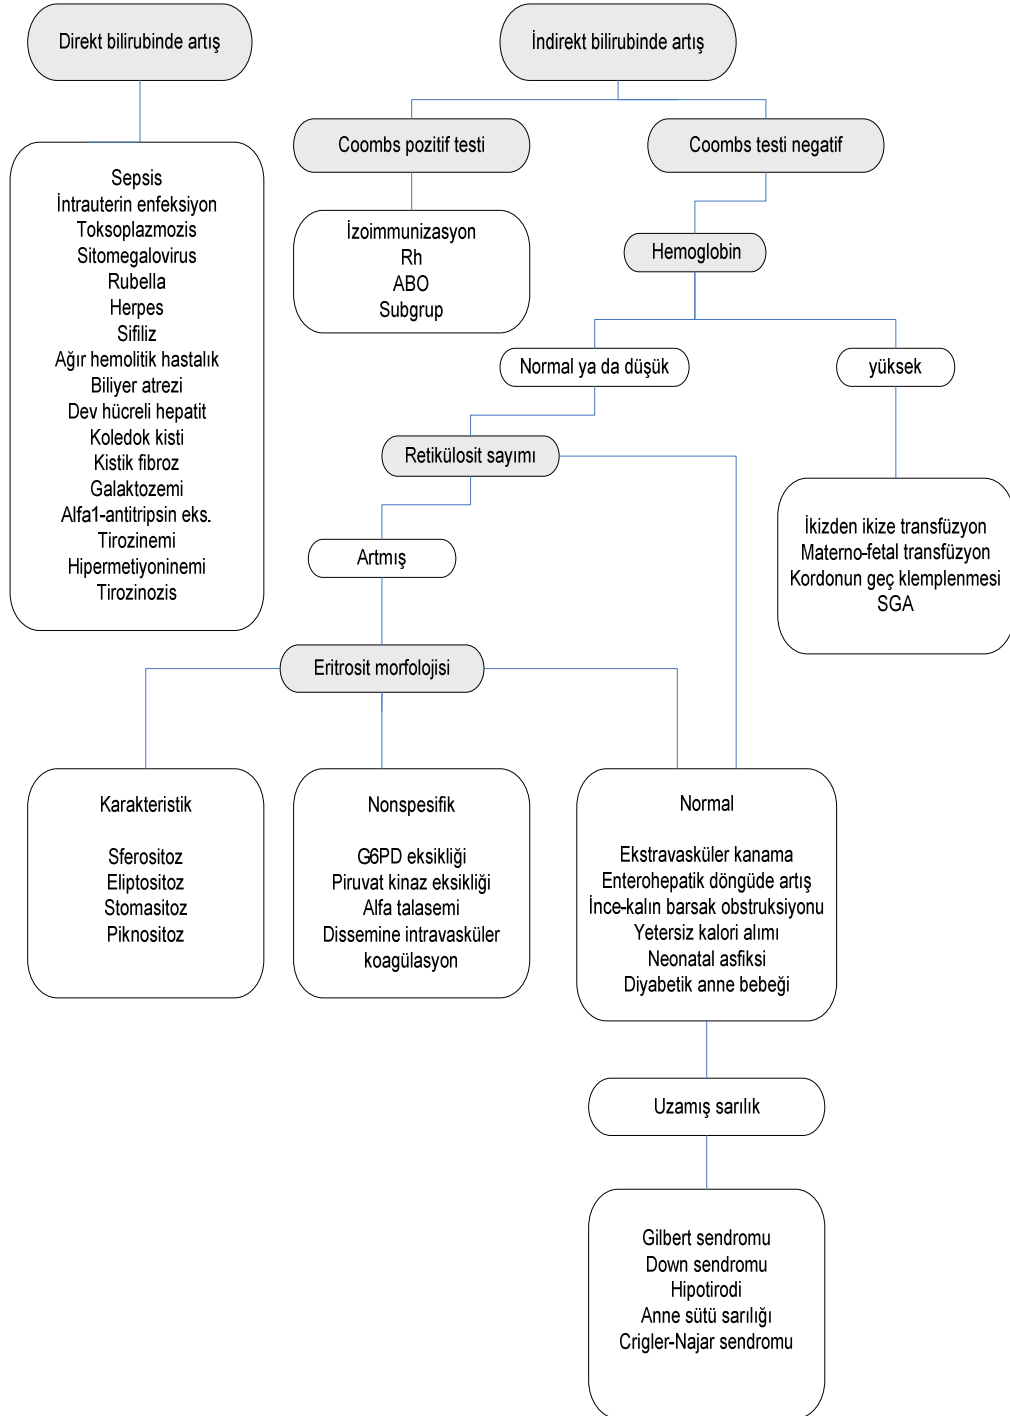 Direkt bilirubinde artış
İndirekt bilirubinde artış
Coombs pozitif testi
Coombs testi negatif
Sepsis
İntrauterin enfeksiyon
Toksoplazmozis
Sitomegalovirus
Rubella
Herpes
Sifiliz
Ağır hemolitik hastalık
Biliyer atrezi
Dev hücreli hepatit
Koledok kisti
Kistik fibroz
Galaktozemi
Alfa1-antitripsin eks.
Tirozinemi
Hipermetiyoninemi
Tirozinozis
İzoimmunizasyon
Rh
ABO
Subgrup
Hemoglobin
Normal ya da düşük
yüksek
Retikülosit sayımı
İkizden ikize transfüzyon
Materno-fetal transfüzyon
Kordonun geç klemplenmesi
SGA
Artmış
Eritrosit morfolojisi
Karakteristik
Sferositoz
Eliptositoz
Stomasitoz
Piknositoz
Nonspesifik
G6PD eksikliği
Piruvat kinaz eksikliği
Alfa talasemi
Dissemine intravasküler
koagülasyon
Normal
Ekstravasküler kanama
Enterohepatik döngüde artış
İnce-kalın barsak obstruksiyonu
Yetersiz kalori alımı
Neonatal asfiksi
Diyabetik anne bebeği
Uzamış sarılık
Gilbert sendromu
Down sendromu
Hipotirodi
Anne sütü sarılığı
Crigler-Najar sendromu